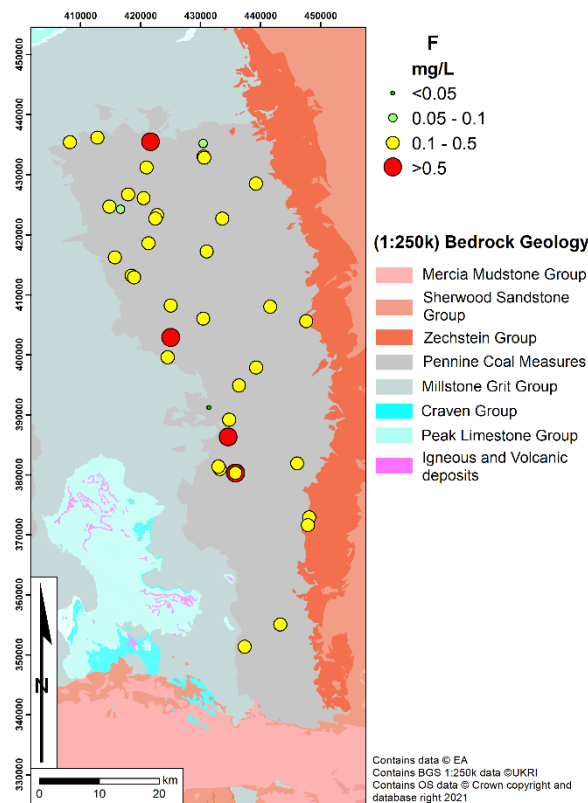 410000 420000 430000 440000 450000
450000
440000
430000
420000
410000
400000
390000
380000
370000
360000
350000
340000
330000
F
mg/L
<0.05
0.05 - 0.1
0.1 - 0.5
>0.5
(1:250k) Bedrock Geology
Mercia Mudstone Group
Sherwood Sandstone
Group
Zechstein Group
Pennine Coal Measures
Millstone Grit Group
Craven Group
Peak Limestone Group
Igneous and Volcanic
deposits
N
0 10 20
km
Contains data © EA
Contains BGS 1:250k data ©UKRI
Contains OS data © Crown copyright and
database right 2021